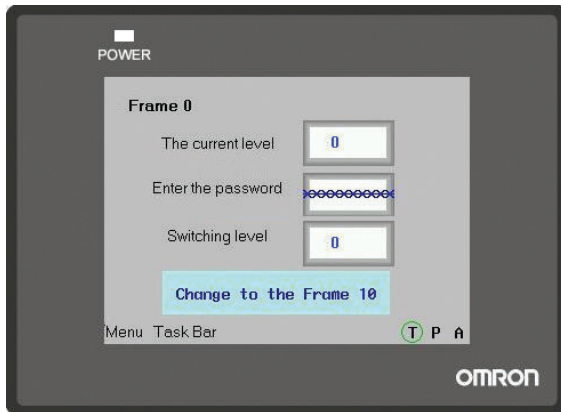 POWER
Frame 0
The current level 0
Enter the password
Switching level 0
Change to the Frame 10
Menu Task Bar T P A
OMRON